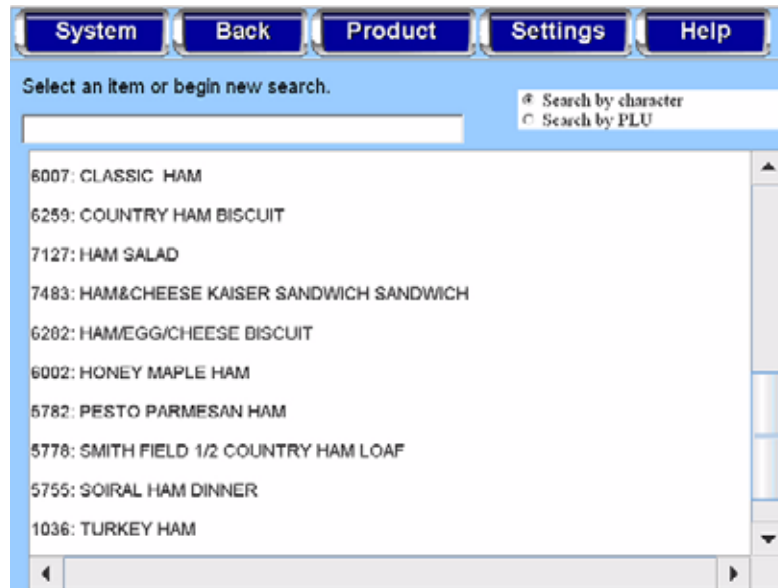 System Back Product Settings Help
Select an item or begin new search.
Search by character
Search by PLU
6007: CLASSIC HAM
6259: COUNTRY HAM BISCUIT
7127: HAM SALAD
7483: HAM&CHEESE KAISER SANDWICH SANDWICH
6282: HAM/EGG/CHEESE BISCUIT
6002: HONEY MAPLE HAM
5782: PESTO PARMESAN HAM
5778: SMITH FIELD 1/2 COUNTRY HAM LOAF
5755: SOIRAL HAM DINNER
1036: TURKEY HAM